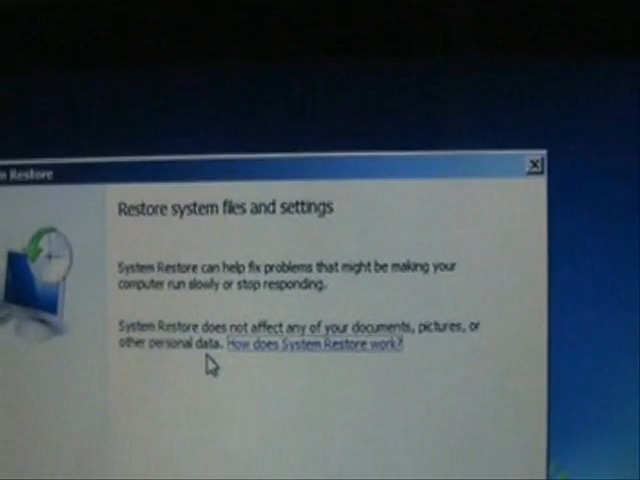 m Restore
Restore system files and settings
System Restore can help fix problems that might be making your
computer run slowly or stop responding.
System Restore does not affect any of your documents, pictures, or
other personal data. How does System Restore work?